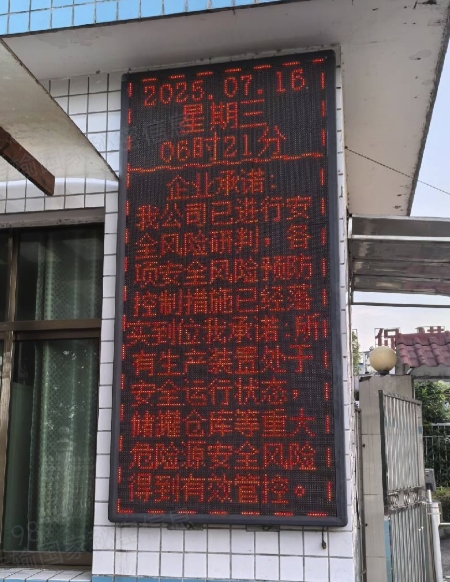 2025.07.16
星期三
06时21分
企业承诺：
我公司已进行安
全风险研判，各
项安全风险预防
控制措施已经落
实到位我承诺：所
有生产装置处于
安全运行状态，
储罐仓库等重大
危险源安全风险
得到有效管控。